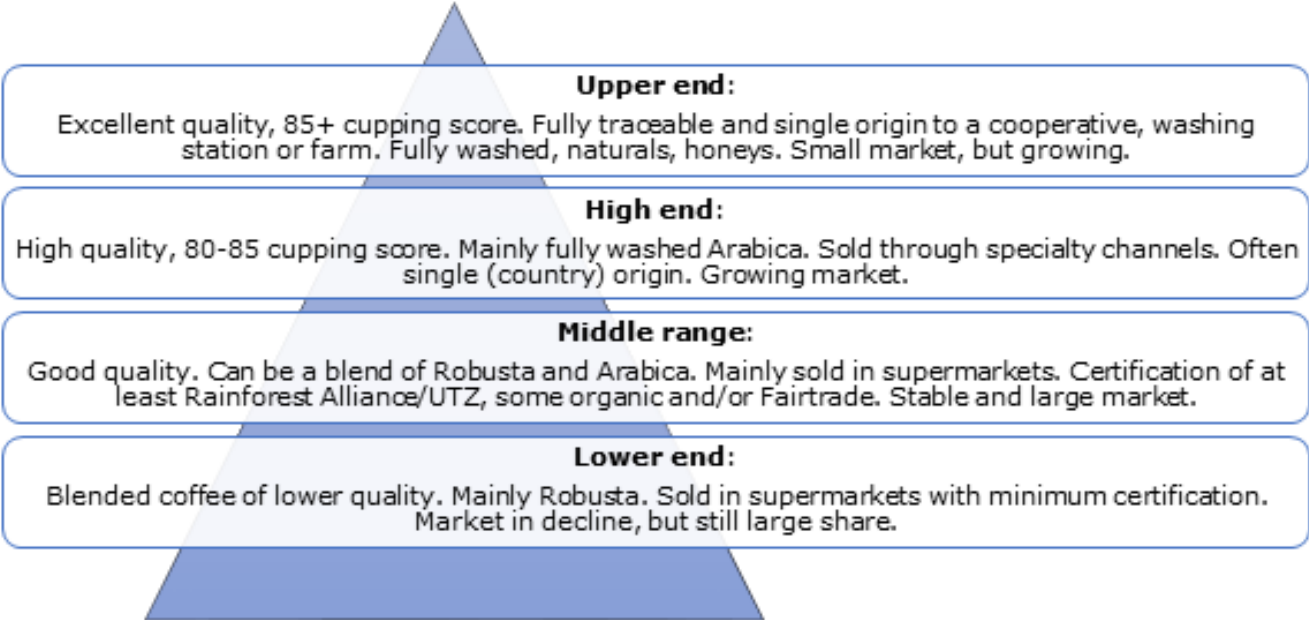 Upper end:
Excellent quality, 85+ cupping score. Fully traceable and single origin to a cooperative, washing
station or farm. Fully washed, naturals, honeys. Small market, but growing.
High end:
High quality, 80-85 cupping score. Mainly fully washed Arabica. Sold through specialty channels. Often
single (country) origin. Growing market.
Middle range:
Good quality. Can be a blend of Robusta and Arabica. Mainly sold in supermarkets. Certification of at
least Rainforest Alliance/UTZ, some organic and/or Fairtrade. Stable and large market.
Lower end:
Blended coffee of lower quality. Mainly Robusta. Sold in supermarkets with minimum certification.
Market in decline, but still large share.